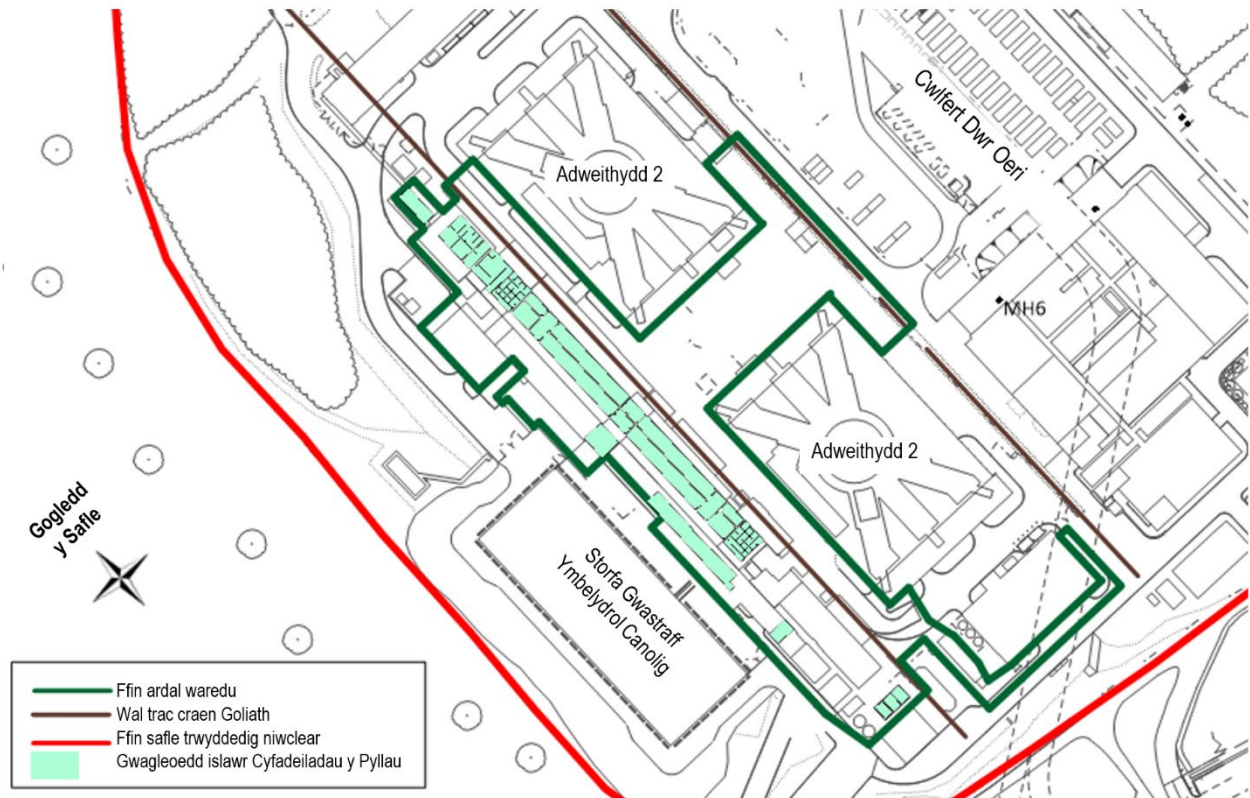 Cwlfert Dwr Oeri
Adweithydd 2
MH6
Adweithydd 2
Gogledd
y Safle
Storfa Gwastraff
Ymbelydrol Canolig
Ffin ardal waredu
Wal trac craen Goliath
Ffin safle trwyddedig niwclear
Gwagleoedd islawr Cyfadeiladau y Pyllau